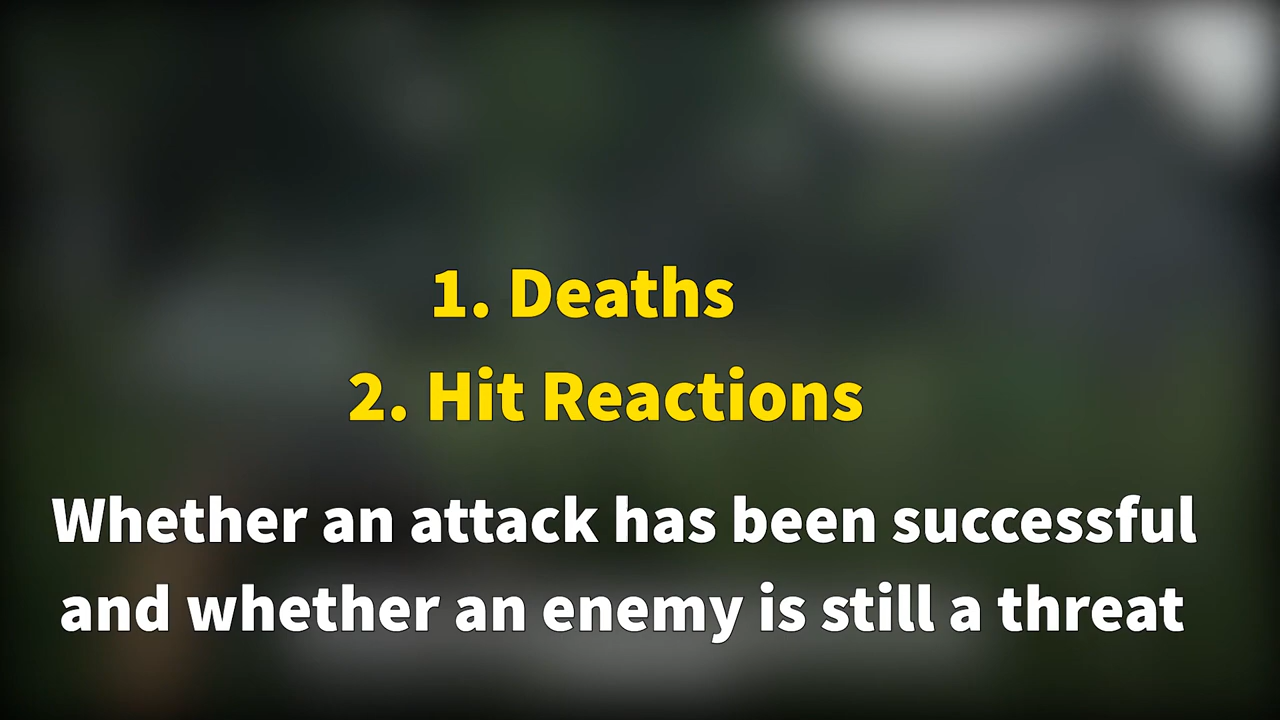 1. Deaths
2. Hit Reactions
Whether an attack has been successful
and whether an enemy is still a threat